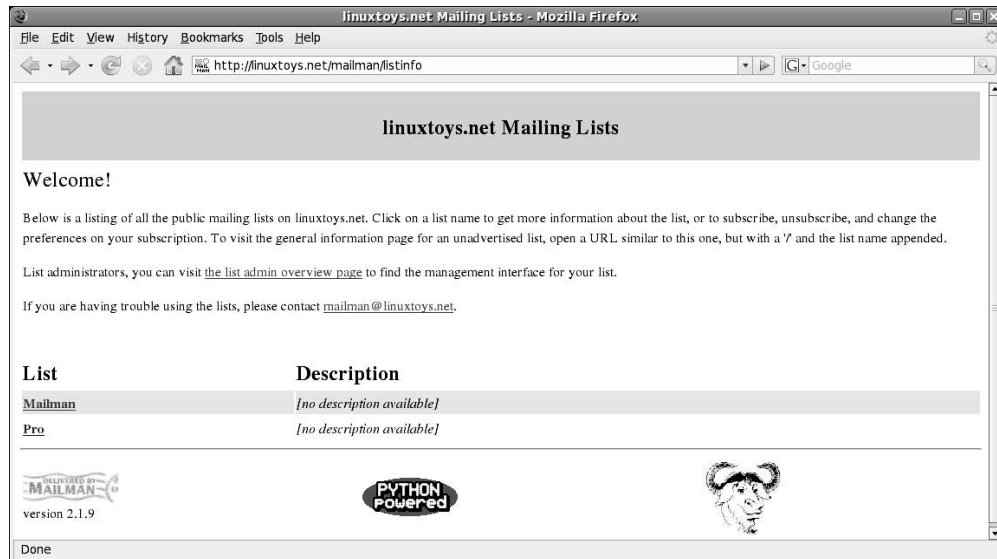 linuxtoys.net Mailing Lists - Mozilla Firefox
File Edit View History Bookmarks Tools Help
http://linuxtoys.net/mailman/listinfo
G Google
linuxtoys.net Mailing Lists
Welcome!
Below is a listing of all the public mailing lists on linuxtoys.net. Click on a list name to get more information about the list, or to subscribe, unsubscribe, and change the
preferences on your subscription. To visit the general information page for an unadvertised list, open a URL similar to this one, but with a '/' and the list name appended.
List administrators, you can visit the list admin overview page to find the management interface for your list.
If you are having trouble using the lists, please contact mailman@linuxtoys.net.
List Description
Mailman [no description available]
Pro [no description available]
DELIVERED BY
MAILMAN
version 2.1.9
PYTHON
Powered
Done